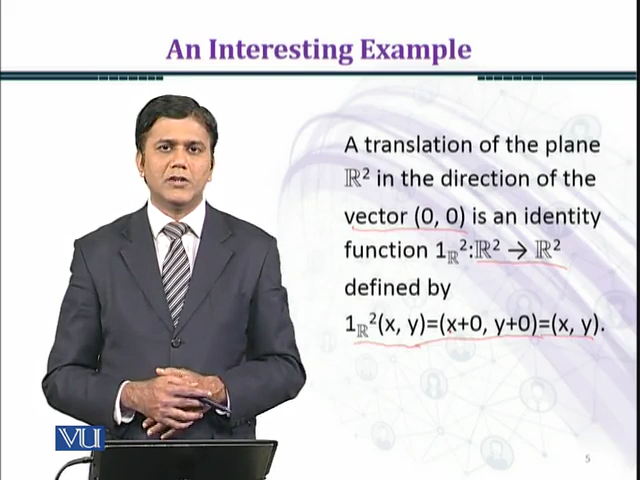 An Interesting Example
A translation of the plane
ℝ² in the direction of the
vector (0, 0) is an identity
function 1ℝ²:ℝ² → ℝ²
defined by
1ℝ²(x, y)=(x+0, y+0)=(x, y).
VU
5